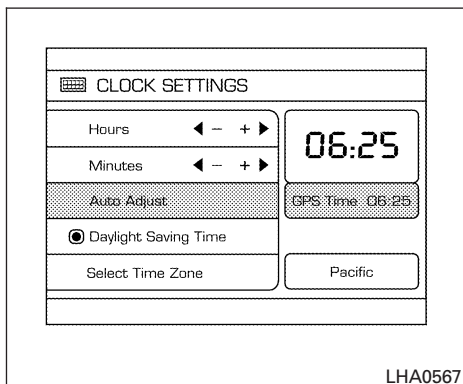 CLOCK SETTINGS
Hours ◀ − + ▶
Minutes ◀ − + ▶
06:25
Auto Adjust
GPS Time 06:25
Daylight Saving Time
Select Time Zone
Pacific
LHA0567